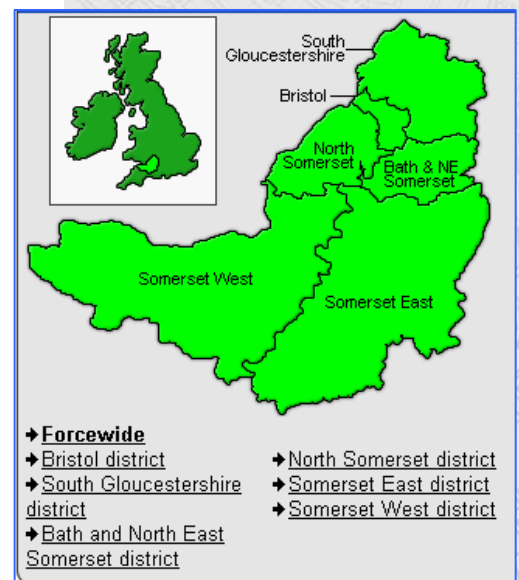 South
Gloucestershire
Bristol
North
Somerset
Bath & NE
Somerset
Somerset West
Somerset East
➔Forcewide
➔Bristol district
➔South Gloucestershire
district
➔Bath and North East
Somerset district
➔North Somerset district
➔Somerset East district
➔Somerset West district